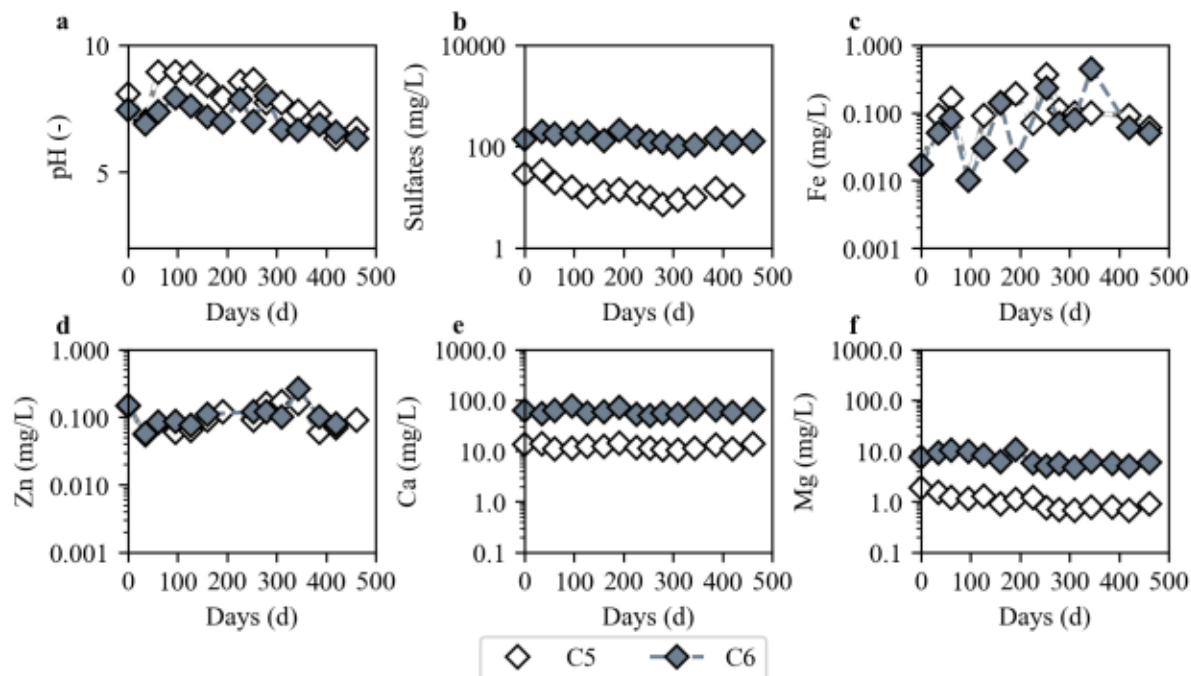 a
10
5
pH (-)
0 100 200 300 400 500
Days (d)
b
10000
100
1
Sulfates (mg/L)
0 100 200 300 400 500
Days (d)
c
1.000
0.100
0.010
0.001
Fe (mg/L)
0 100 200 300 400 500
Days (d)
d
1.000
0.100
0.010
0.001
Zn (mg/L)
0 100 200 300 400 500
Days (d)
e
1000.0
100.0
10.0
1.0
0.1
Ca (mg/L)
0 100 200 300 400 500
Days (d)
f
1000.0
100.0
10.0
1.0
0.1
Mg (mg/L)
0 100 200 300 400 500
Days (d)
C5 C6